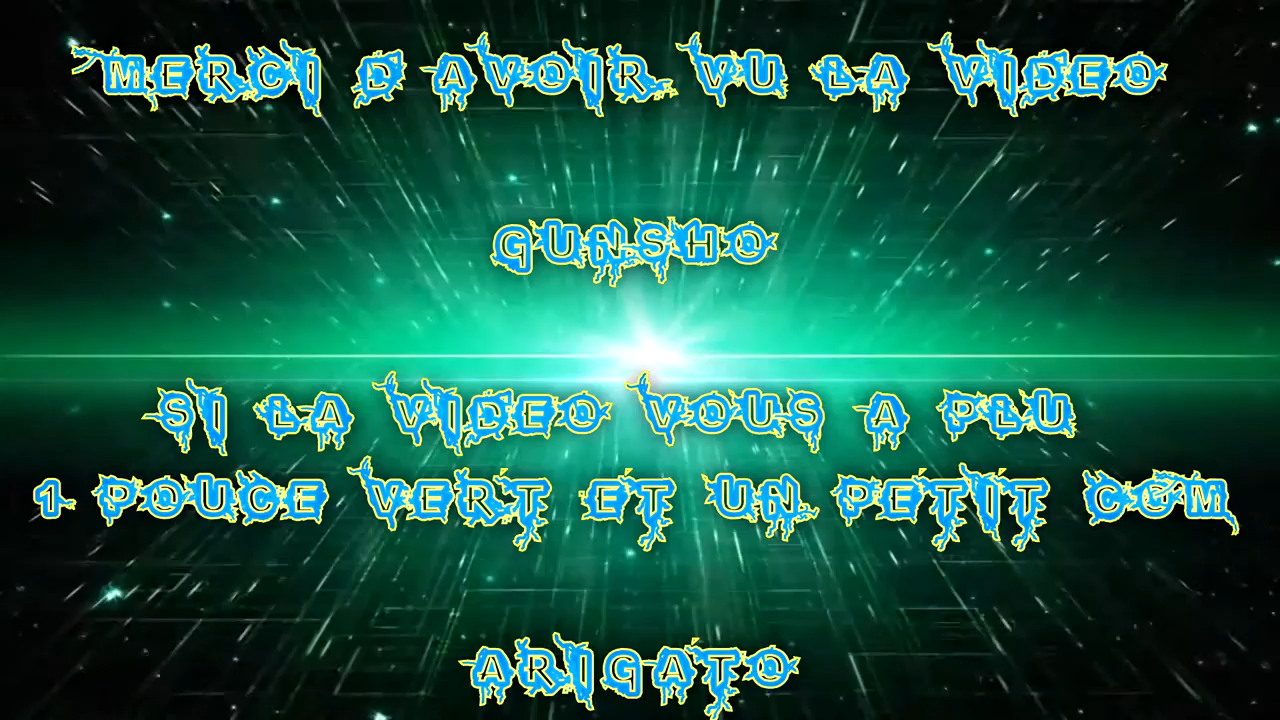 MERCI D AVOIR VU LA VIDEO
GUNSHO
SI LA VIDEO VOUS A PLU
1 POUCE VERT ET UN PETIT COM
ARIGATO